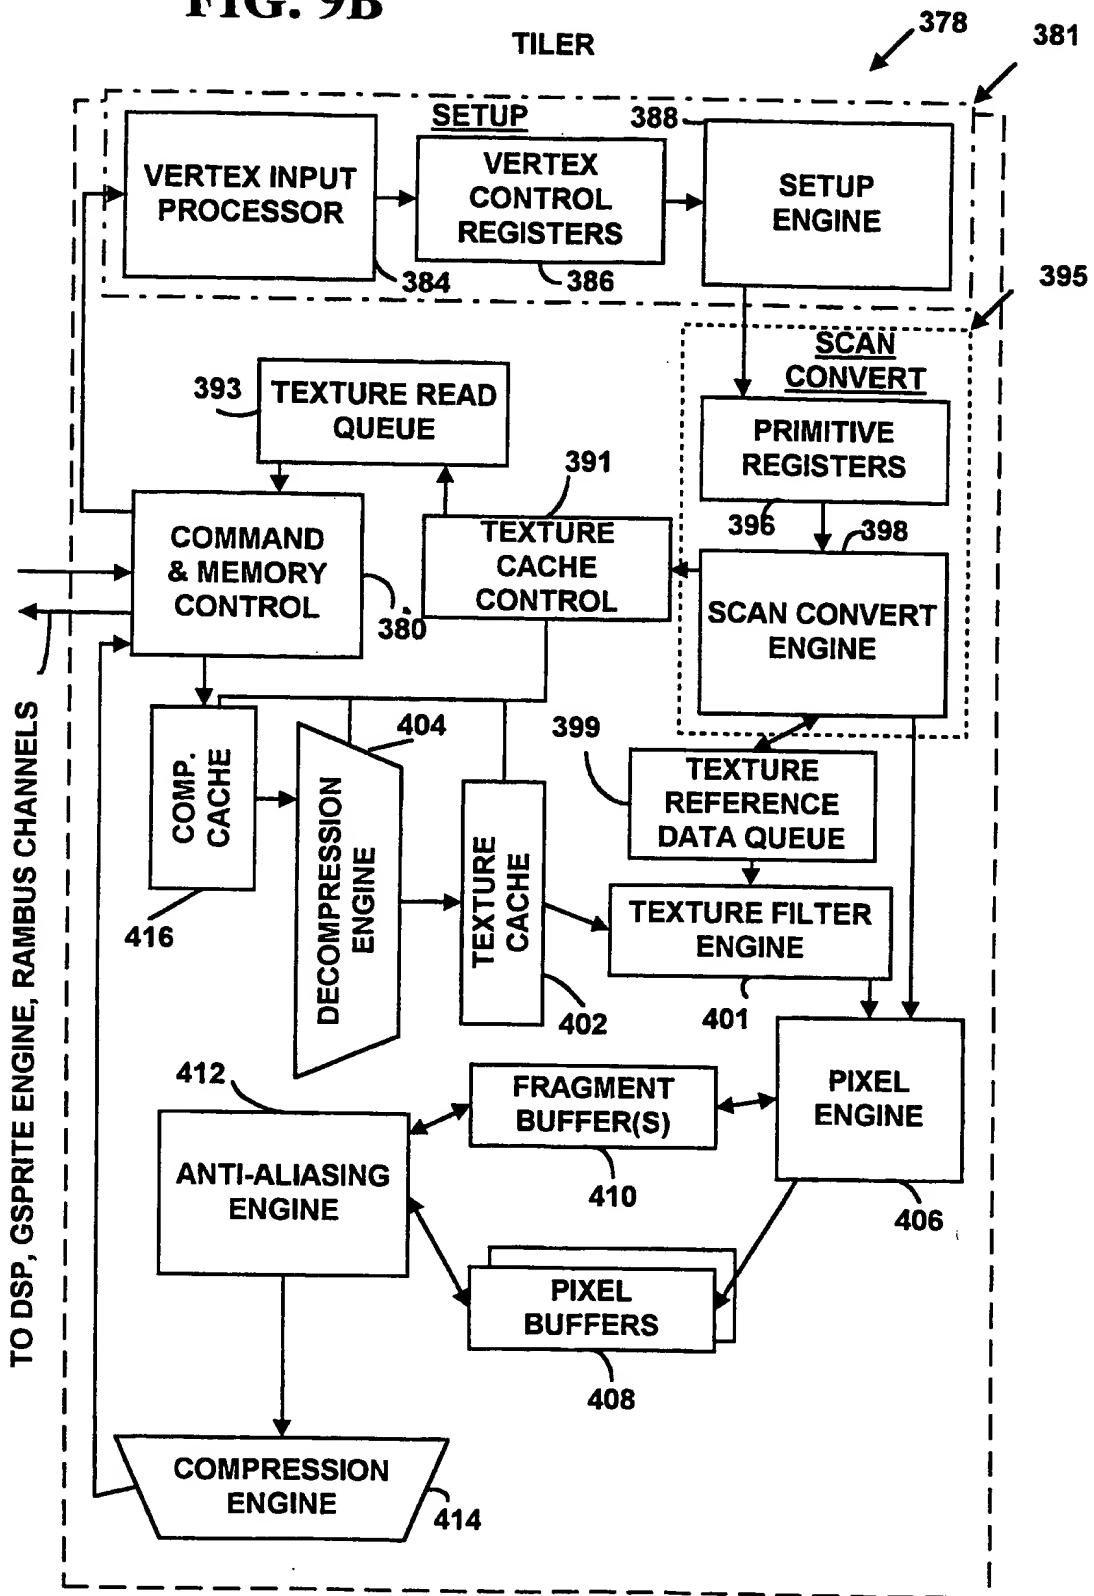 FIG. 9B
TILER
378
381
SETUP
388
VERTEX INPUT
PROCESSOR
384
VERTEX
CONTROL
REGISTERS
386
SETUP
ENGINE
395
SCAN
CONVERT
393
TEXTURE READ
QUEUE
PRIMITIVE
REGISTERS
396
391
TEXTURE
CACHE
CONTROL
398
COMMAND
& MEMORY
CONTROL
380
SCAN CONVERT
ENGINE
TO DSP, GSPRITE ENGINE, RAMBUS CHANNELS
COMP.
CACHE
416
404
DECOMPRESSION
ENGINE
TEXTURE
CACHE
402
399
TEXTURE
REFERENCE
DATA QUEUE
TEXTURE FILTER
ENGINE
401
412
ANTI-ALIASING
ENGINE
FRAGMENT
BUFFER(S)
410
PIXEL
ENGINE
406
PIXEL
BUFFERS
408
COMPRESSION
ENGINE
414